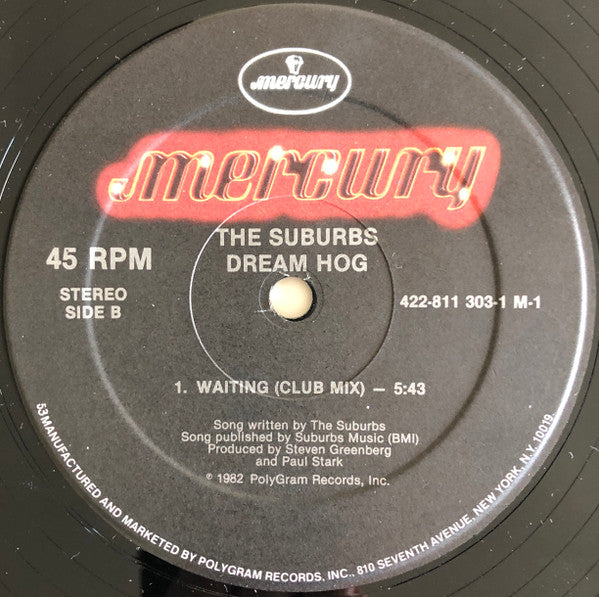 mercury
mercury
THE SUBURBS
DREAM HOG
45 RPM
STEREO
SIDE B
422-811 303-1 M-1
1. WAITING (CLUB MIX) — 5:43
Song written by The Suburbs
Song published by Suburbs Music (BMI)
Produced by Steven Greenberg
and Paul Stark
℗ 1982 PolyGram Records, Inc.
53 MANUFACTURED AND MARKETED BY POLYGRAM RECORDS, INC., 810 SEVENTH AVENUE, NEW YORK, N.Y. 10019